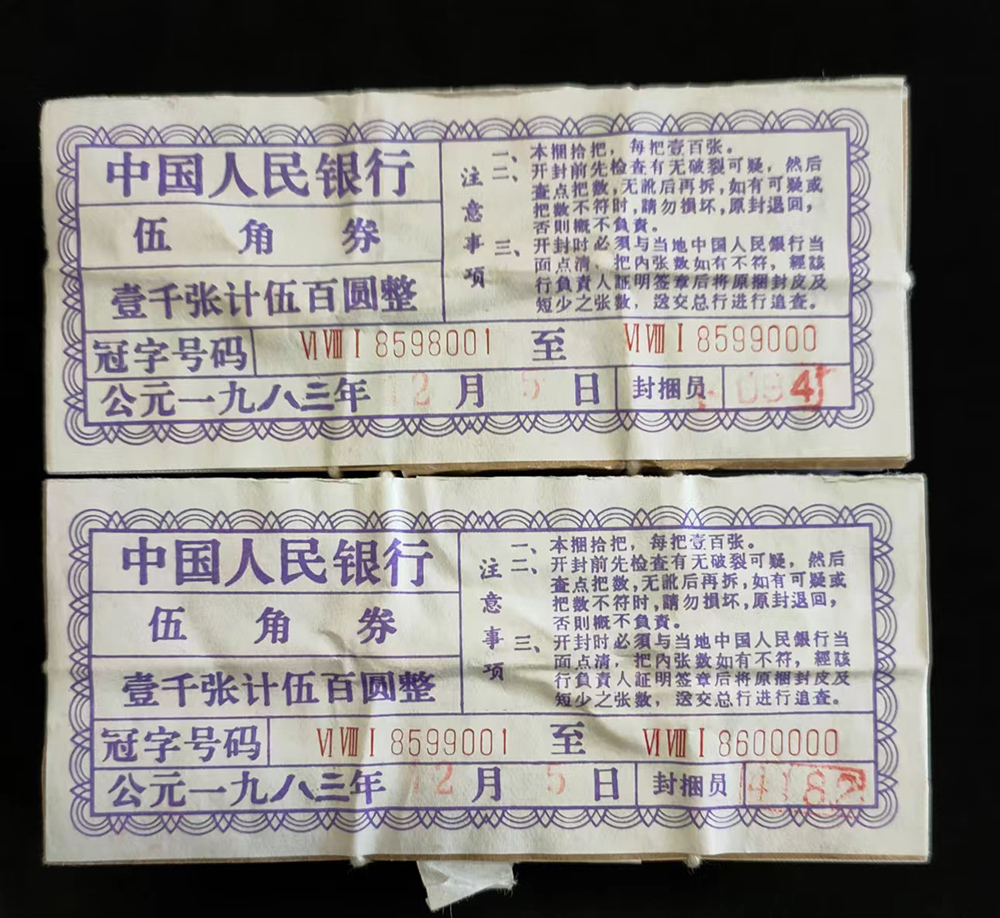 中国人民银行
伍角券
壹千张计伍百圆整
注意事项
一、本捆拾把，每把壹百张。
二、开封前先检查有无破裂可疑，然后
查点把数，无訛后再拆，如有可疑或
把数不符时，請勿損坏，原封退回，
否則概不負責。
三、开封时必须与当地中国人民銀行当
面点清，把内张数如有不符，經該
行負責人証明签章后将原捆封皮及
短少之张数，送交总行进行追查。
冠字号码 ⅥⅧⅠ8598001 至 ⅥⅧⅠ8599000
公元一九八三年12月5日 封捆员
中国人民银行
伍角券
壹千张计伍百圆整
注意事项
一、本捆拾把，每把壹百张。
二、开封前先检查有无破裂可疑，然后
查点把数，无訛后再拆，如有可疑或
把数不符时，請勿損坏，原封退回，
否則概不負責。
三、开封时必须与当地中国人民銀行当
面点清，把内张数如有不符，經該
行負責人証明签章后将原捆封皮及
短少之张数，送交总行进行追查。
冠字号码 ⅥⅧⅠ8599001 至 ⅥⅧⅠ8600000
公元一九八三年12月5日 封捆员 4182